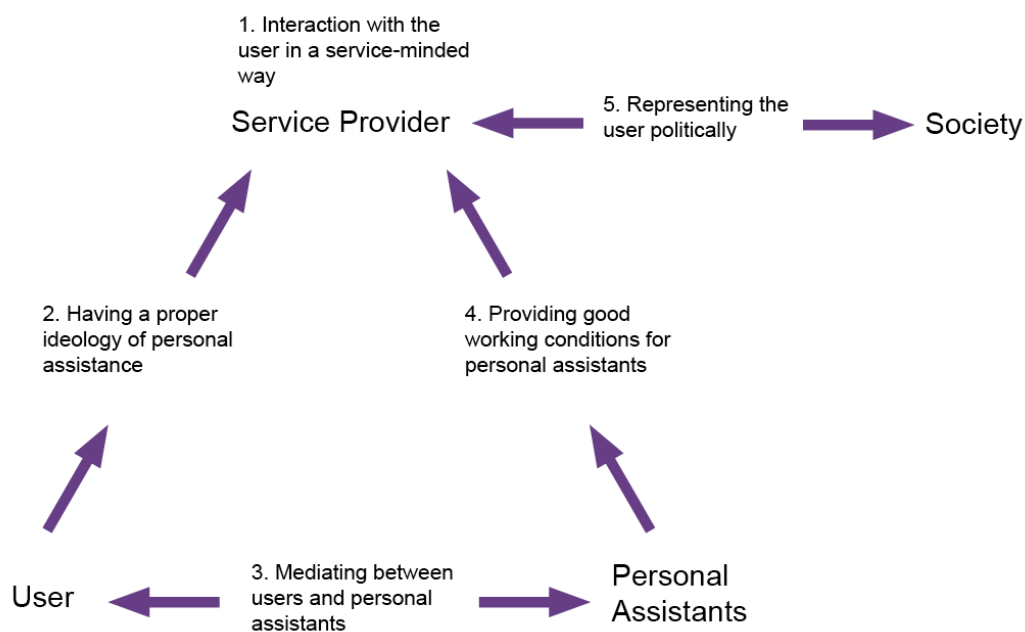 1. Interaction with the
user in a service-minded
way
Service Provider
5. Representing the
user politically
Society
2. Having a proper
ideology of personal
assistance
4. Providing good
working conditions for
personal assistants
User
3. Mediating between
users and personal
assistants
Personal
Assistants